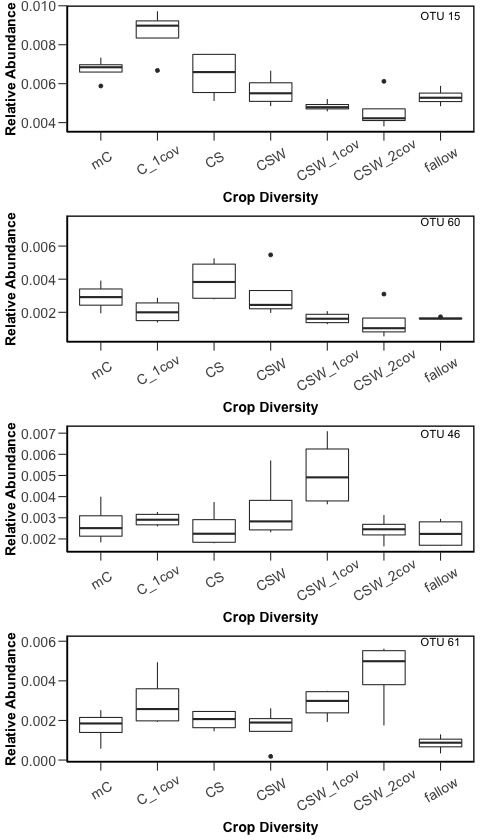 0.010
OTU 15
0.008
0.006
0.004
Relative Abundance
mC C_1cov CS CSW CSW_1cov CSW_2cov fallow
Crop Diversity
OTU 60
0.006
0.004
0.002
Relative Abundance
mC C_1cov CS CSW CSW_1cov CSW_2cov fallow
Crop Diversity
0.007
OTU 46
0.006
0.005
0.004
0.003
0.002
Relative Abundance
mC C_1cov CS CSW CSW_1cov CSW_2cov fallow
Crop Diversity
0.006
OTU 61
0.004
0.002
0.000
Relative Abundance
mC C_1cov CS CSW CSW_1cov CSW_2cov fallow
Crop Diversity